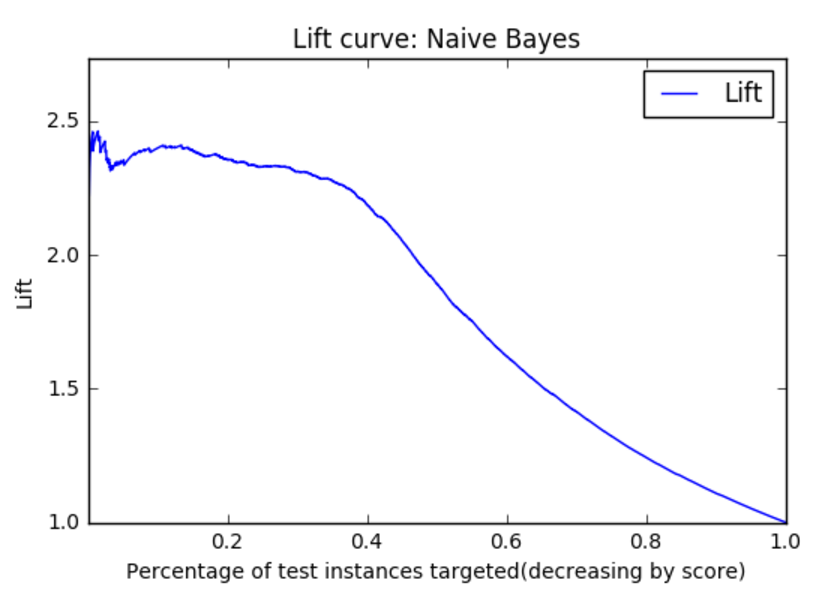 Lift curve: Naive Bayes
Lift
2.5
2.0
1.5
1.0
Lift
0.2 0.4 0.6 0.8 1.0
Percentage of test instances targeted(decreasing by score)